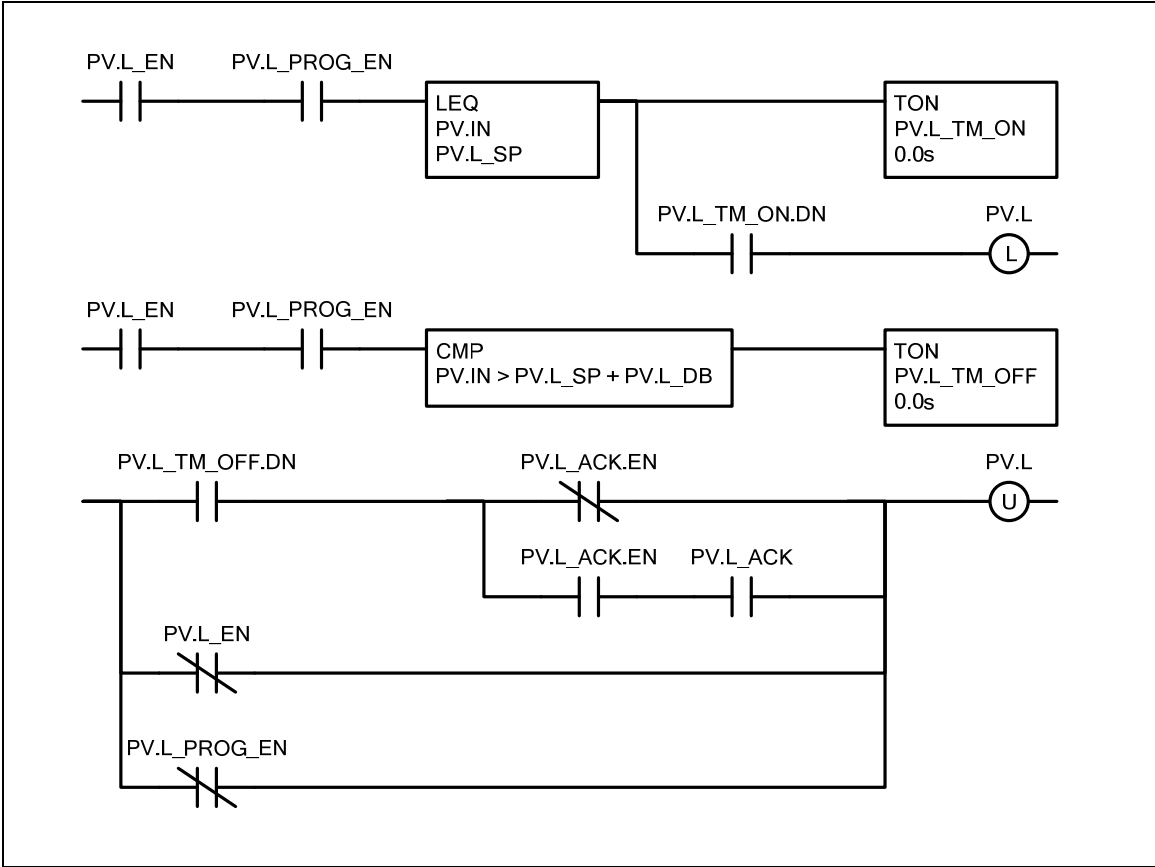 PV.L_EN
PV.L_PROG_EN
LEQ
PV.IN
PV.L_SP
TON
PV.L_TM_ON
0.0s
PV.L_TM_ON.DN
PV.L
L
PV.L_EN
PV.L_PROG_EN
CMP
PV.IN > PV.L_SP + PV.L_DB
TON
PV.L_TM_OFF
0.0s
PV.L_TM_OFF.DN
PV.L_ACK.EN
PV.L
U
PV.L_ACK.EN
PV.L_ACK
PV.L_EN
PV.L_PROG_EN